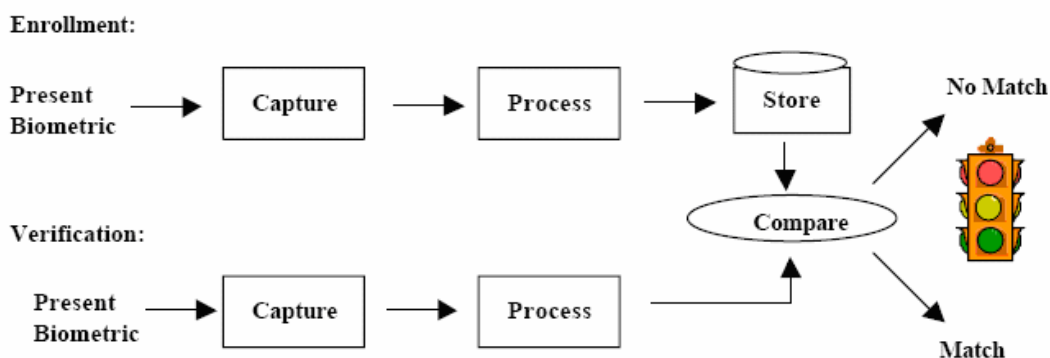 Enrollment:
Present
Biometric
Capture
Process
Store
No Match
Compare
Verification:
Present
Biometric
Capture
Process
Match